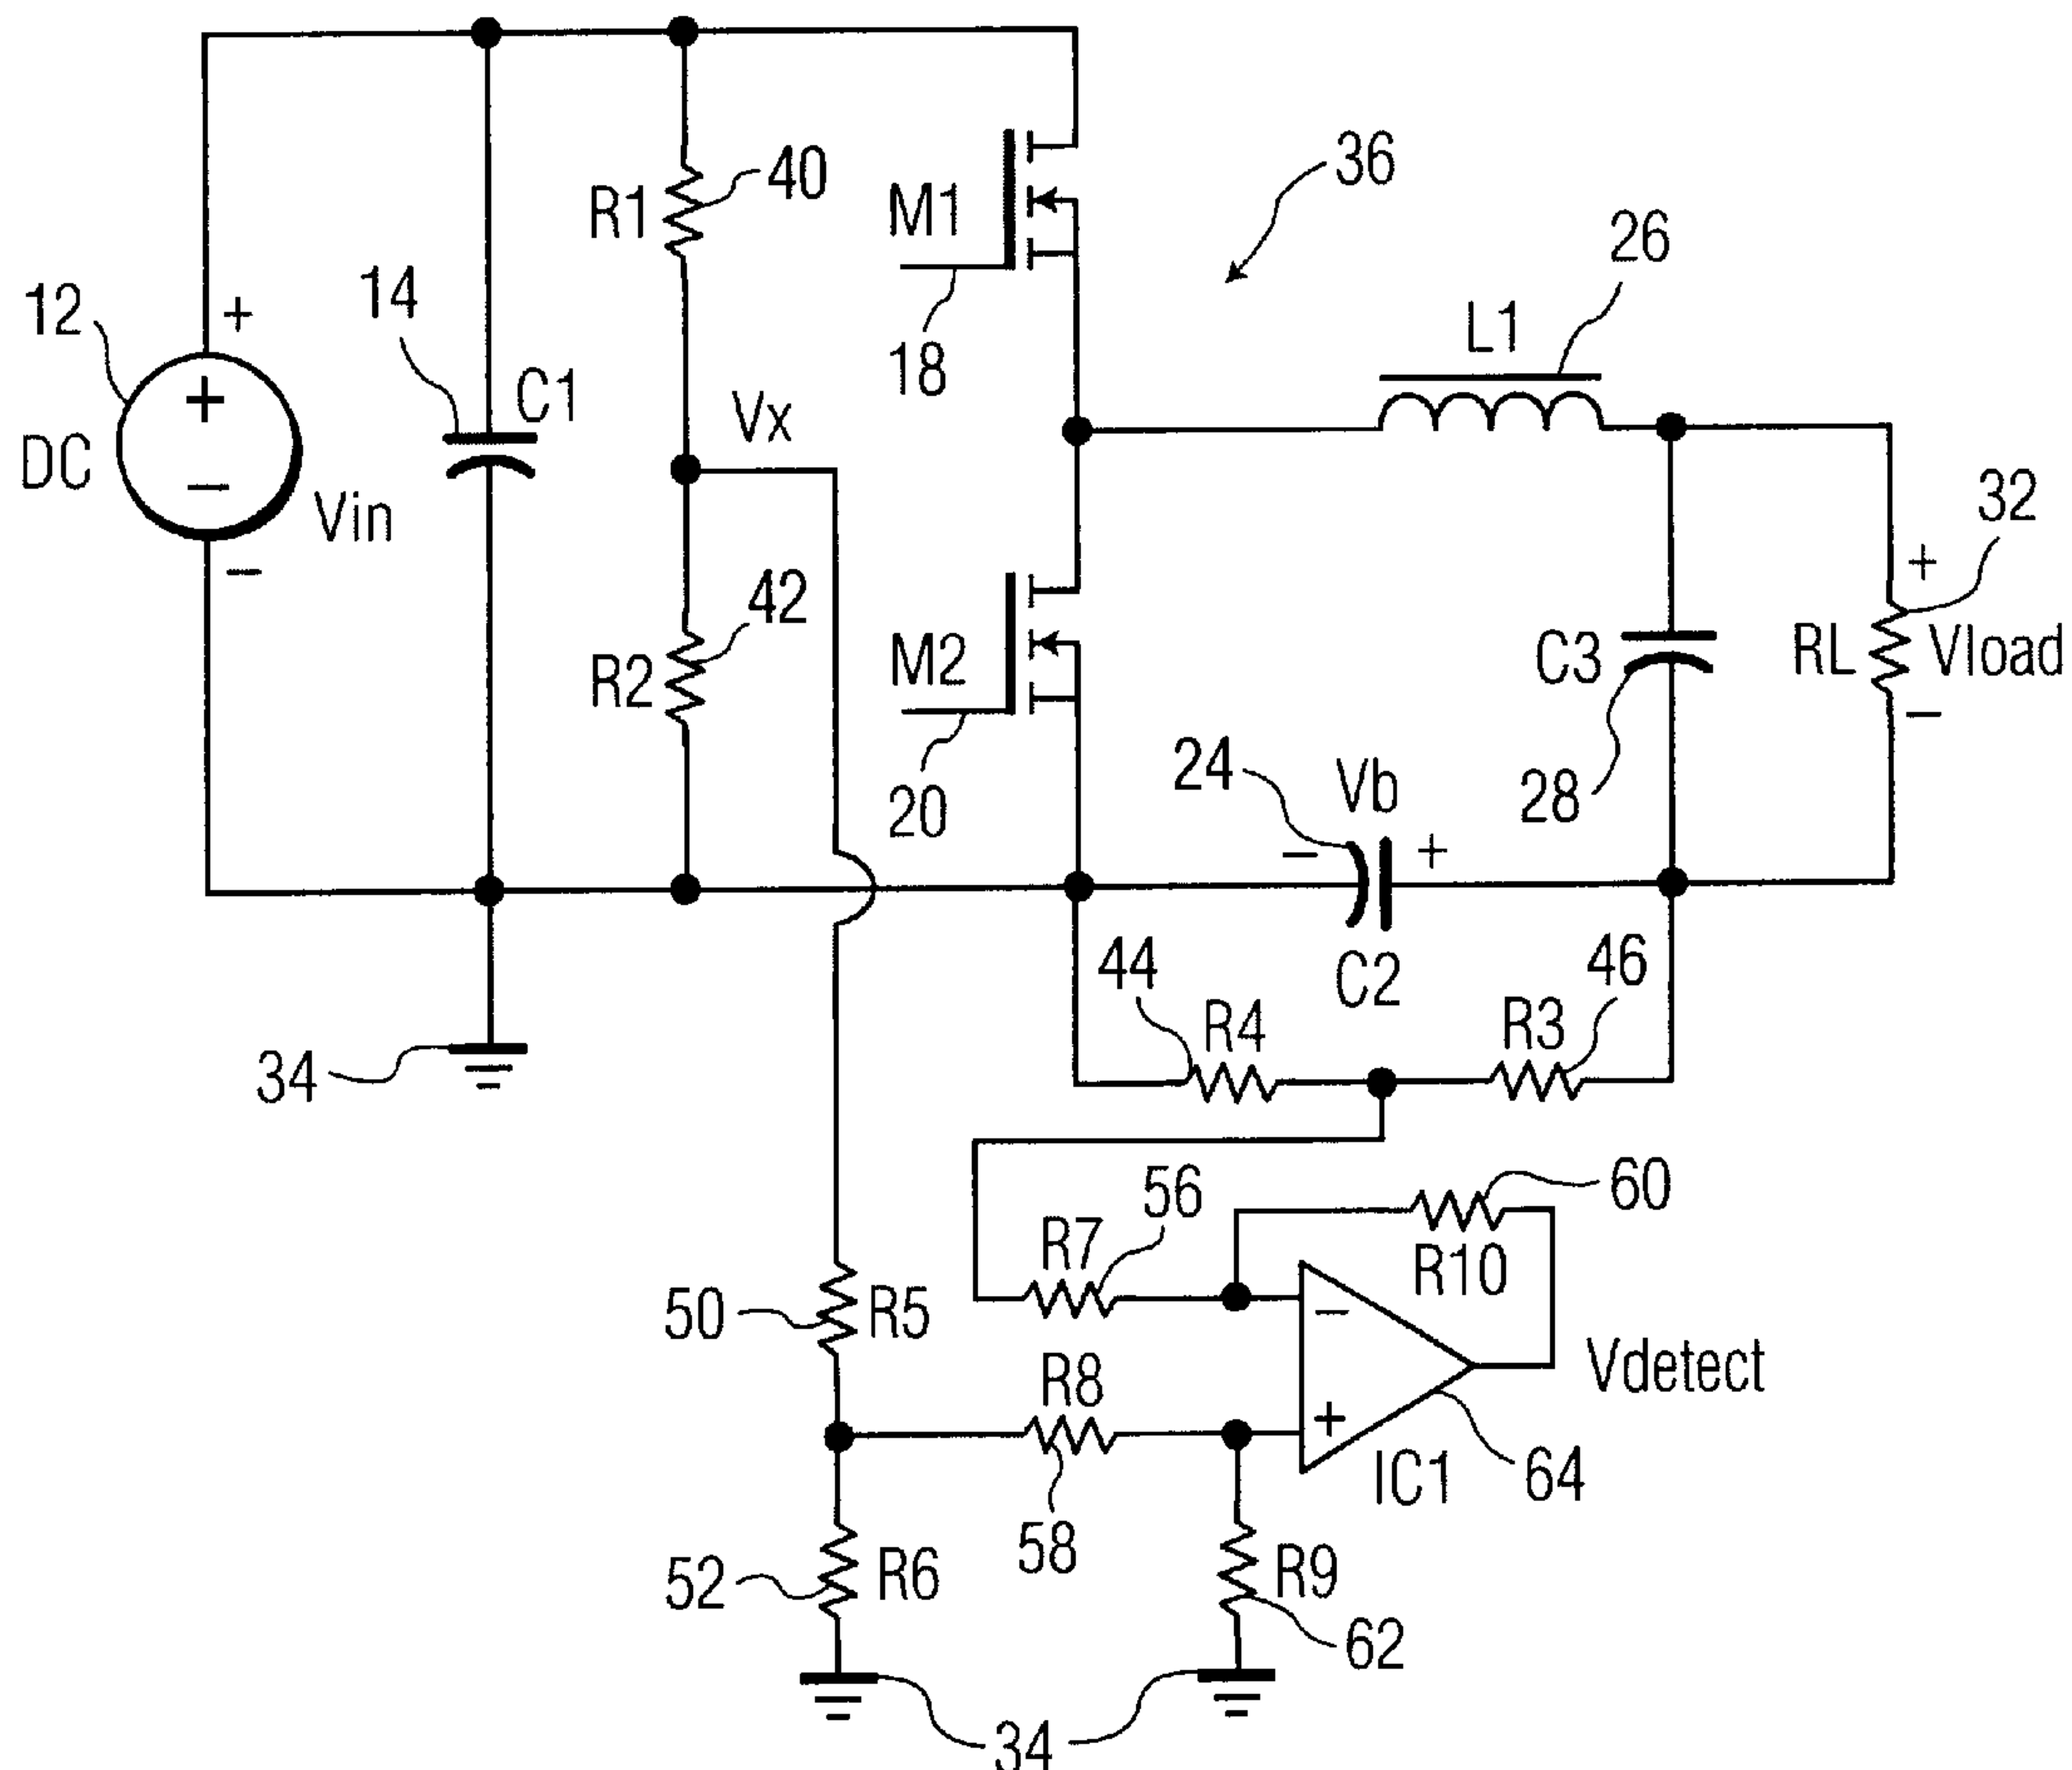 36
40
R1
M1
26
12
+
14
L1
18
+
C1
Vx
DC
−
Vin
32
−
42
+
R2
M2
C3
RL
Vload
−
24
Vb
28
20
−
+
C2
44
46
R4
R3
34
56
60
R7
R10
50
R5
−
Vdetect
R8
+
IC1
64
58
52
R6
R9
62
34